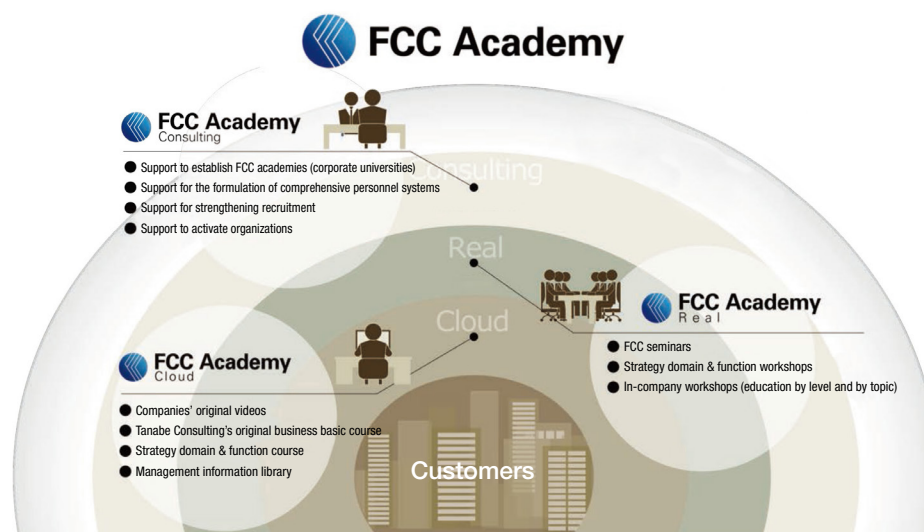 FCC Academy
FCC Academy
Consulting
● Support to establish FCC academies (corporate universities)
● Support for the formulation of comprehensive personnel systems
● Support for strengthening recruitment
● Support to activate organizations
Consulting
Real
Cloud
FCC Academy
Real
● FCC seminars
● Strategy domain & function workshops
● In-company workshops (education by level and by topic)
FCC Academy
Cloud
● Companies' original videos
● Tanabe Consulting's original business basic course
● Strategy domain & function course
● Management information library
Customers